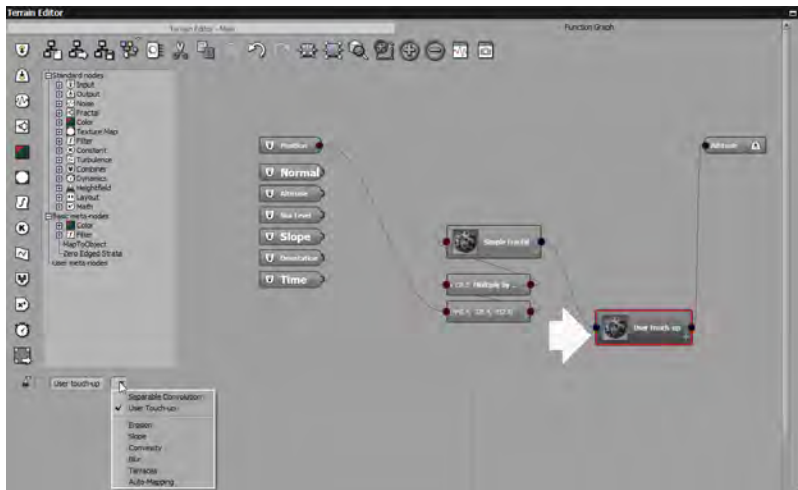 Terrain Editor
Terrain Editor - Main
Function Graph
Standard nodes
Input
Output
Noise
Fractal
Color
Texture Map
Filter
Constant
Turbulence
Combiner
Dynamics
Heightfield
Layout
Math
Basic meta-nodes
Color
Filter
MapToObject
Zero Edged Strata
User meta-nodes
Position
Normal
Altitude
Sea Level
Slope
Orientation
Time
Simple Fractal
Multiply by ...
User touch-up
Altitude
User touch-up
Separable Convolution
User Touch-up
Erosion
Slope
Convexity
Blur
Terraces
Auto-Mapping